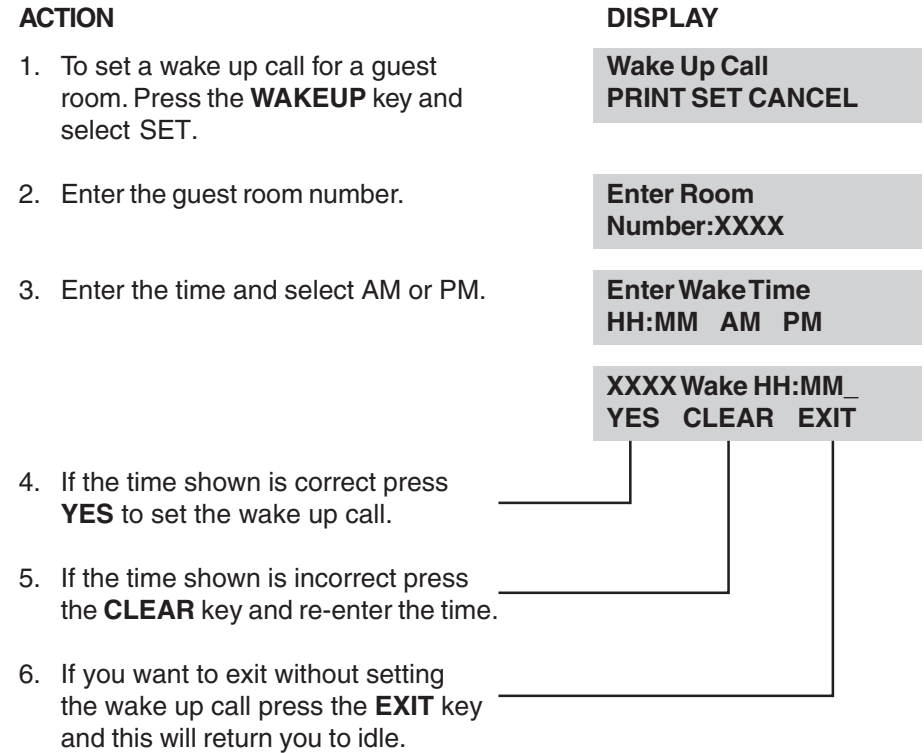 ACTION DISPLAY
1. To set a wake up call for a guest
room. Press the WAKEUP key and
select SET.
Wake Up Call
PRINT SET CANCEL
2. Enter the guest room number.
Enter Room
Number:XXXX
3. Enter the time and select AM or PM.
Enter Wake Time
HH:MM AM PM
XXXX Wake HH:MM_
YES CLEAR EXIT
4. If the time shown is correct press
YES to set the wake up call.
5. If the time shown is incorrect press
the CLEAR key and re-enter the time.
6. If you want to exit without setting
the wake up call press the EXIT key
and this will return you to idle.